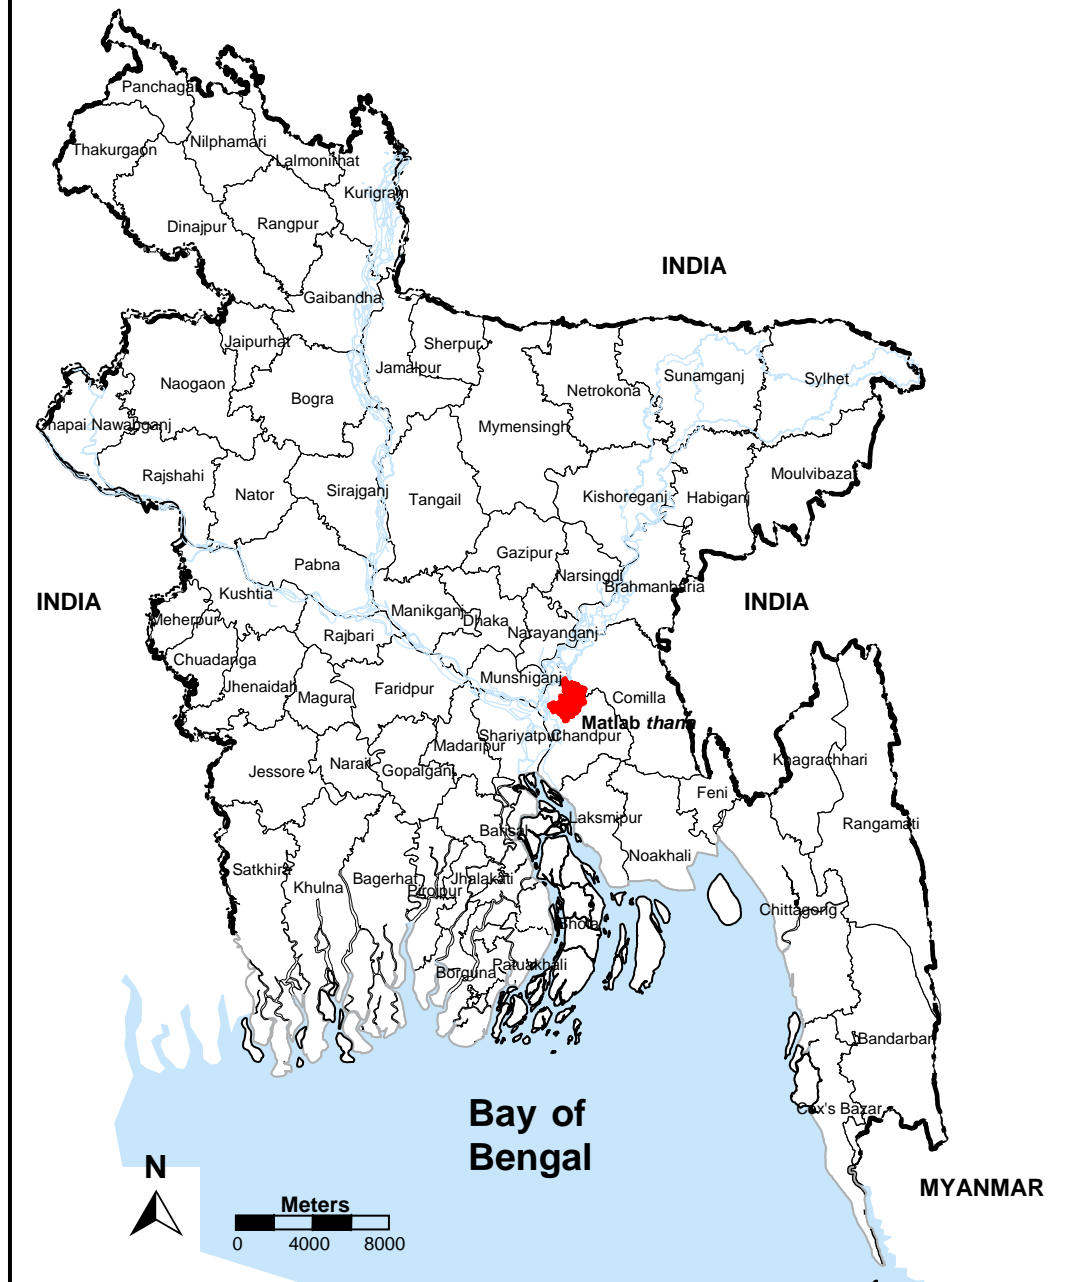 Panchagar
Thakurgaon
Nilphamari
Lalmonirhat
Kurigram
Dinajpur
Rangpur
INDIA
Gaibandha
Jaipurhat
Sherpur
Jamalpur
Naogaon
Bogra
Netrokona
Sunamganj
Sylhet
Chapai Nawabganj
Mymensingh
Rajshahi
Nator
Sirajganj
Tangail
Kishoreganj
Habiganj
Moulvibazar
Gazipur
Pabna
Narsingdi
Brahmanbaria
INDIA
Kushtia
INDIA
Meherpur
Rajbari
Manikganj
Dhaka
Narayanganj
Chuadanga
Jhenaidah
Magura
Faridpur
Munshiganj
Comilla
Matlab thana
Shariyatpur
Chandpur
Madaripur
Jessore
Narail
Gopalganj
Khagrachhari
Feni
Laksmipur
Rangamati
Barisal
Noakhali
Satkhira
Khulna
Bagerhat
Pirojpur
Jhalakati
Chittagong
Bhola
Borguna
Patuakhali
Bandarban
Cox's Bazar
Bay of
Bengal
N
MYANMAR
Meters
0 4000 8000